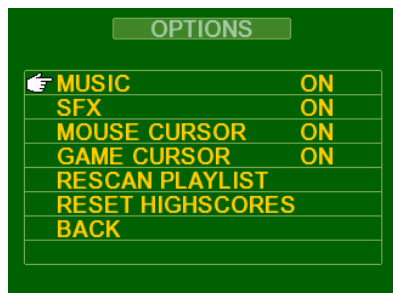 OPTIONS
MUSIC ON
SFX ON
MOUSE CURSOR ON
GAME CURSOR ON
RESCAN PLAYLIST
RESET HIGHSCORES
BACK